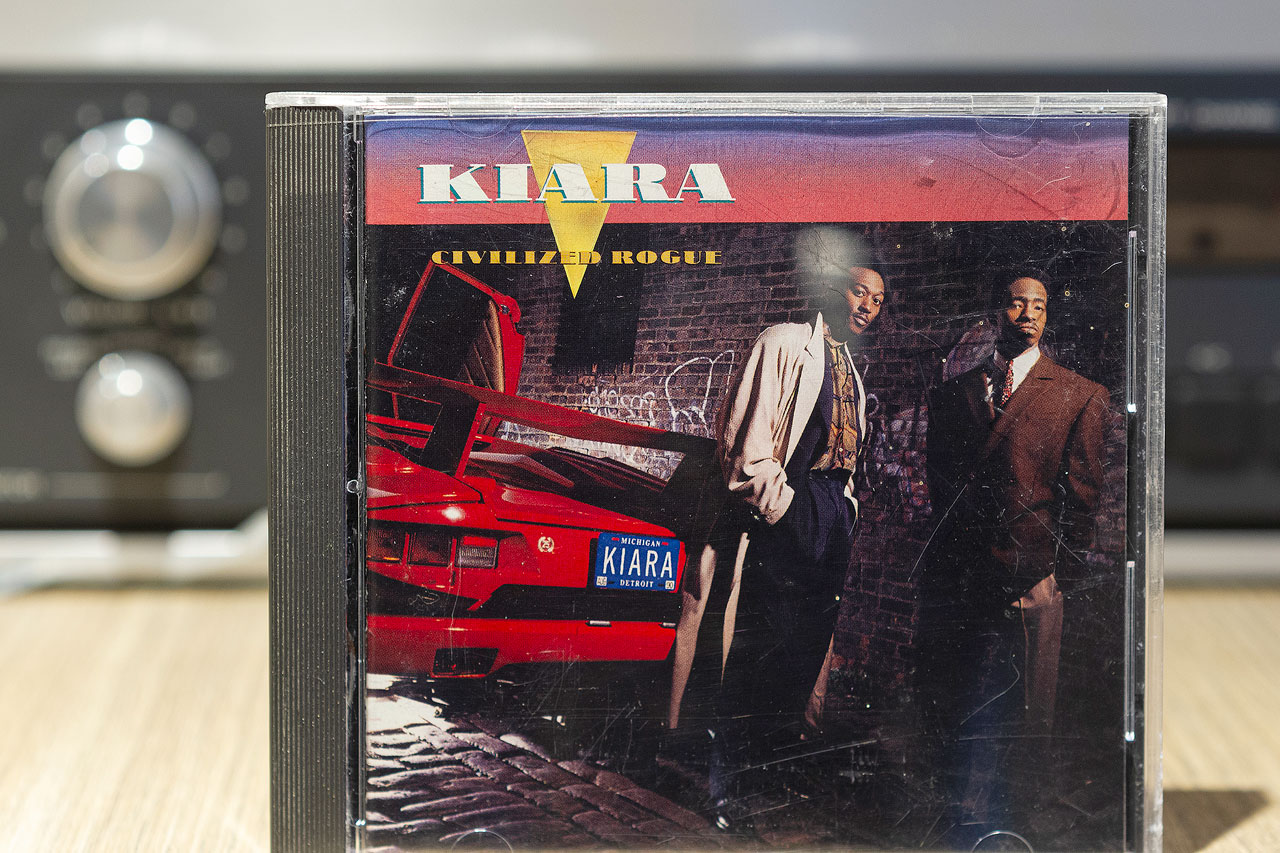 KIARA
CIVILIZED ROGUE
MICHIGAN
KIARA
DETROIT